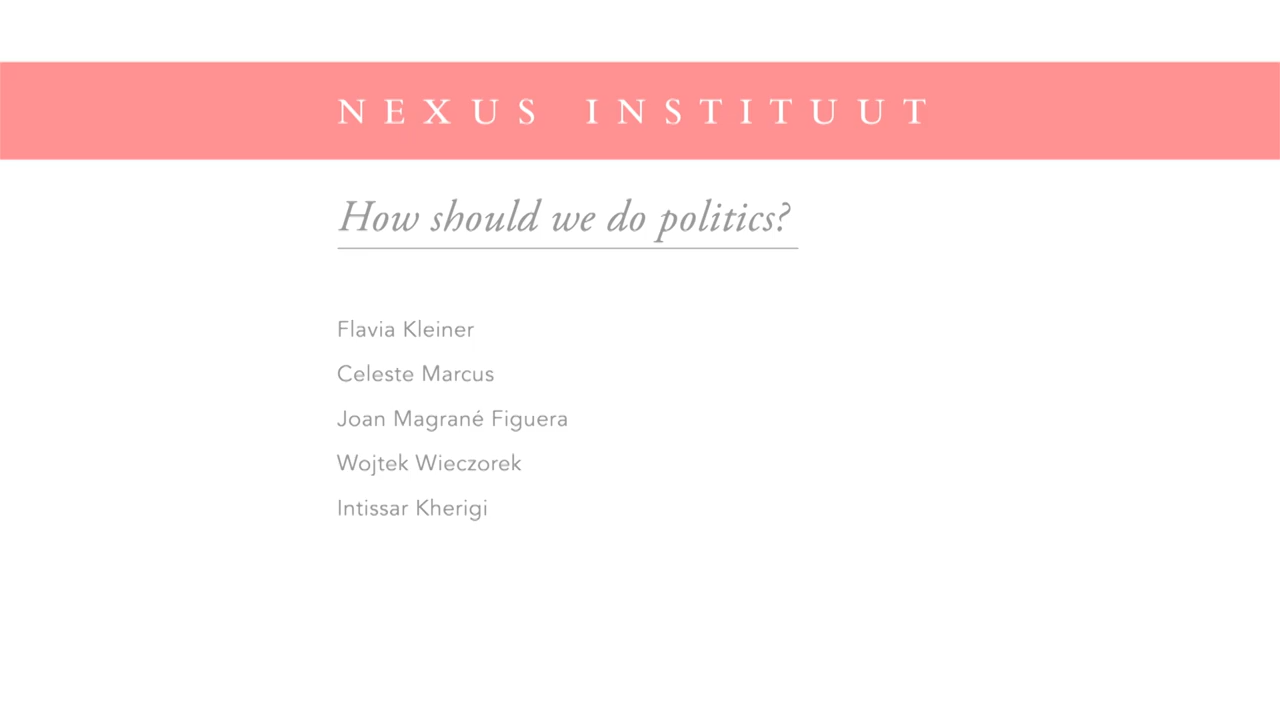 NEXUS INSTITUUT
How should we do politics?
Flavia Kleiner
Celeste Marcus
Joan Magrané Figuera
Wojtek Wieczorek
Intissar Kherigi